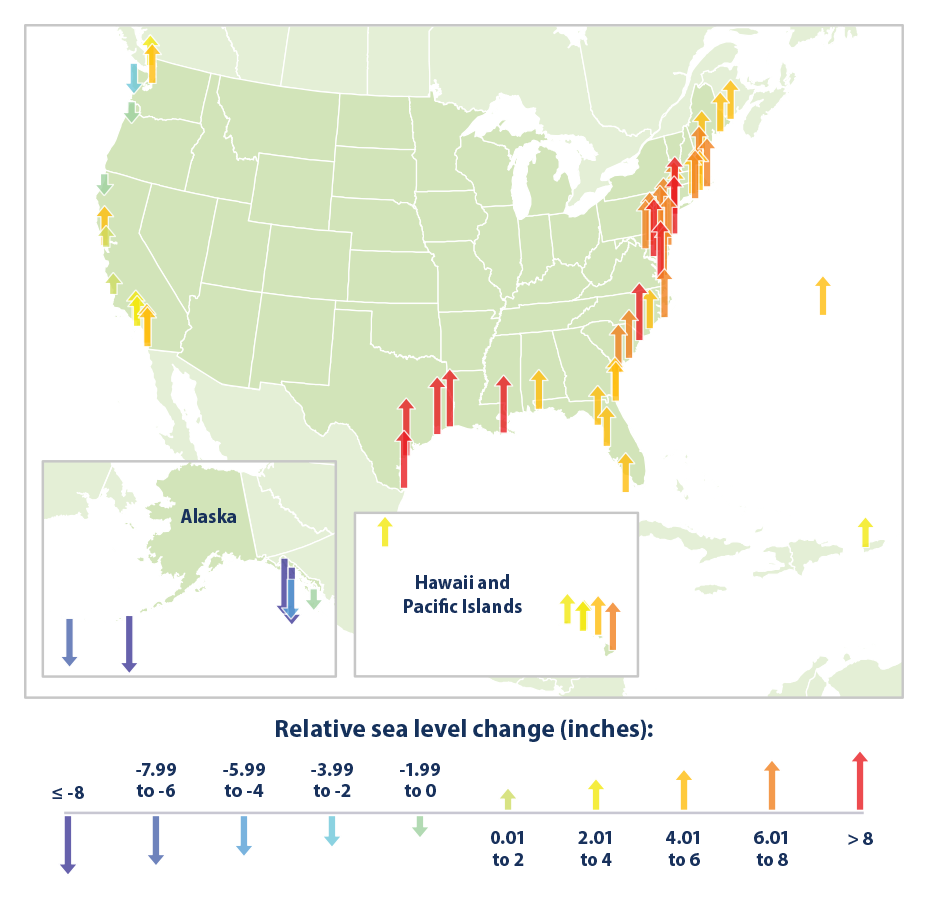 Alaska
Hawaii and
Pacific Islands
Relative sea level change (inches):
≤ -8
-7.99
to -6
-5.99
to -4
-3.99
to -2
-1.99
to 0
0.01
to 2
2.01
to 4
4.01
to 6
6.01
to 8
> 8